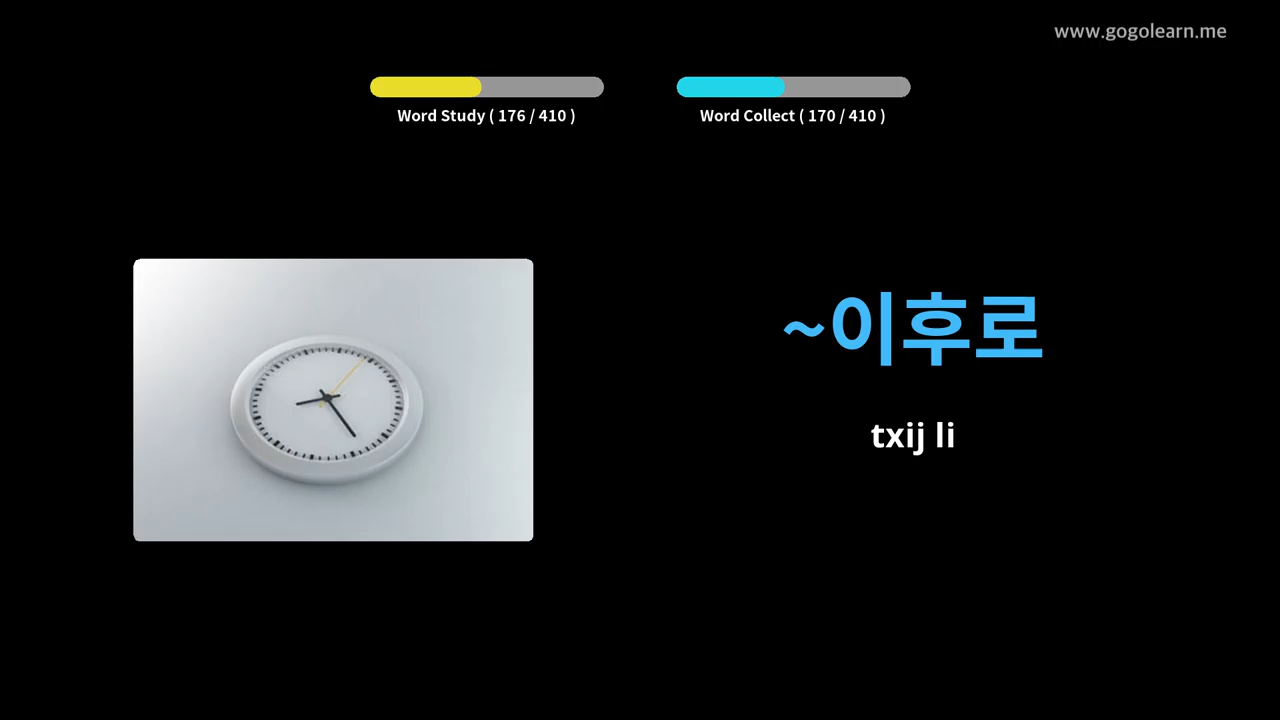 www.gogolearn.me
Word Study ( 176 / 410 )
Word Collect ( 170 / 410 )
~이후로
txij li